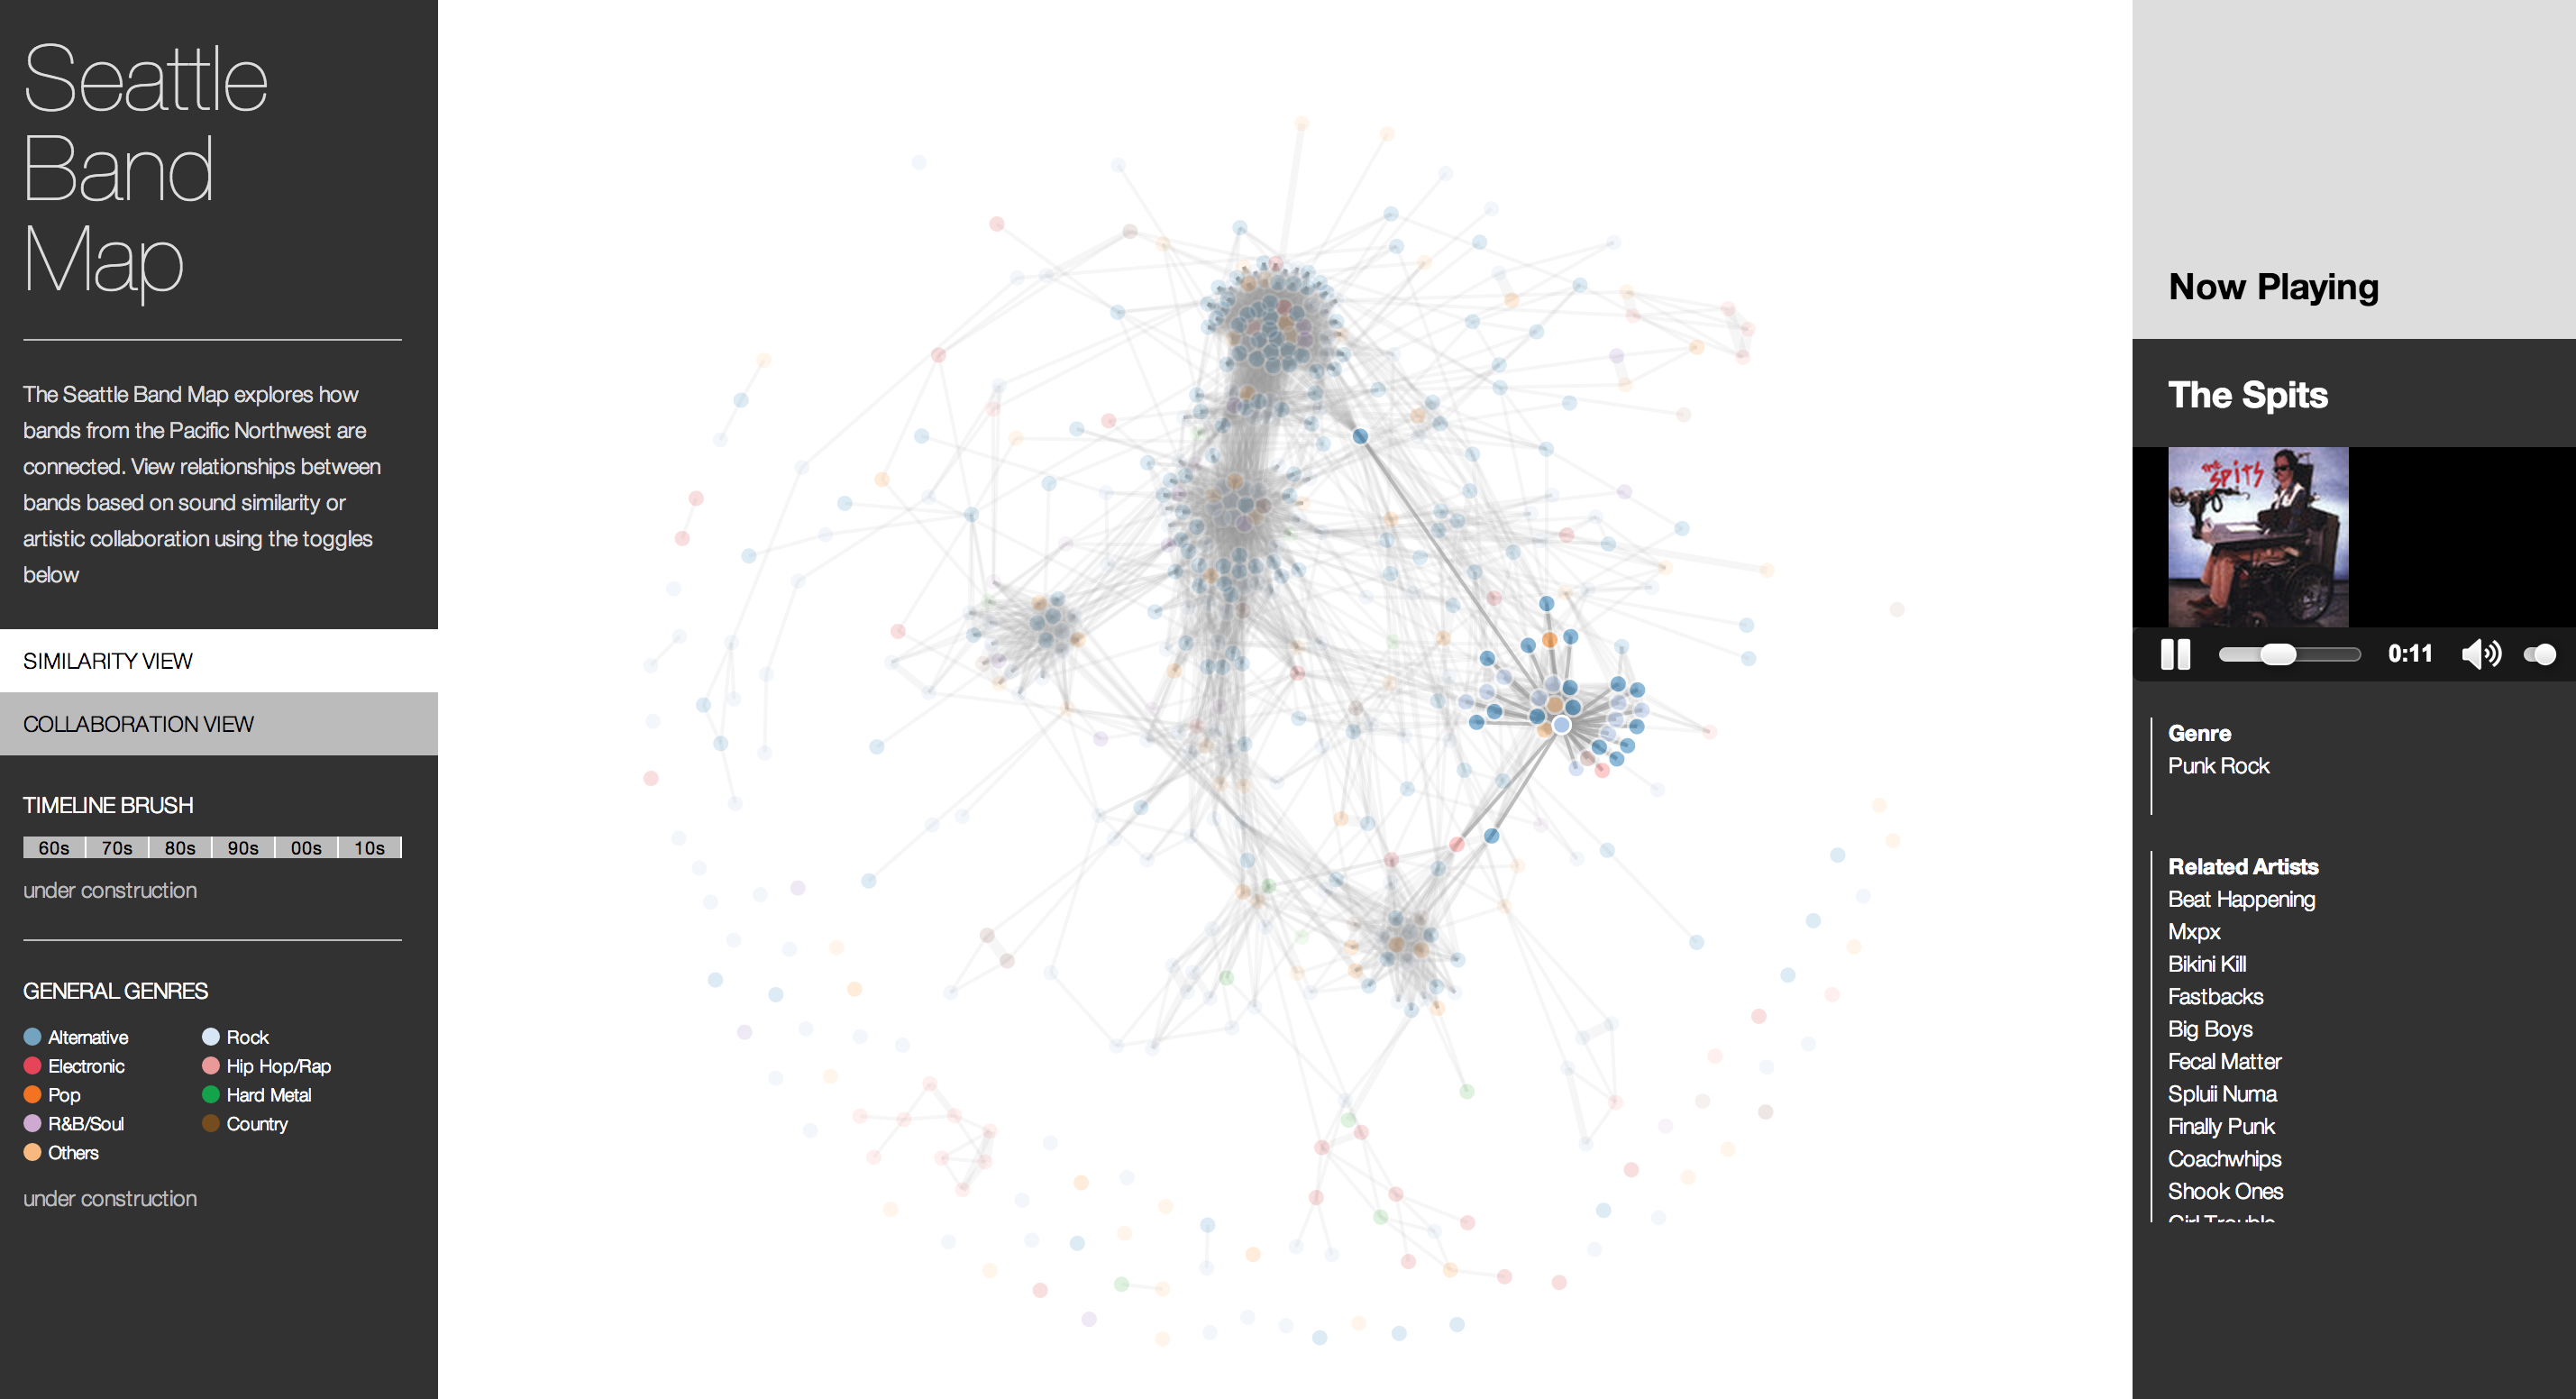 Seattle
Band
Map
The Seattle Band Map explores how
bands from the Pacific Northwest are
connected. View relationships between
bands based on sound similarity or
artistic collaboration using the toggles
below
SIMILARITY VIEW
COLLABORATION VIEW
TIMELINE BRUSH
60s 70s 80s 90s 00s 10s
under construction
GENERAL GENRES
Alternative Rock
Electronic Hip Hop/Rap
Pop Hard Metal
R&B/Soul Country
Others
under construction
Now Playing
The Spits
THE SPITS
0:11
Genre
Punk Rock
Related Artists
Beat Happening
Mxpx
Bikini Kill
Fastbacks
Big Boys
Fecal Matter
Spluii Numa
Finally Punk
Coachwhips
Shook Ones
Girl Trouble